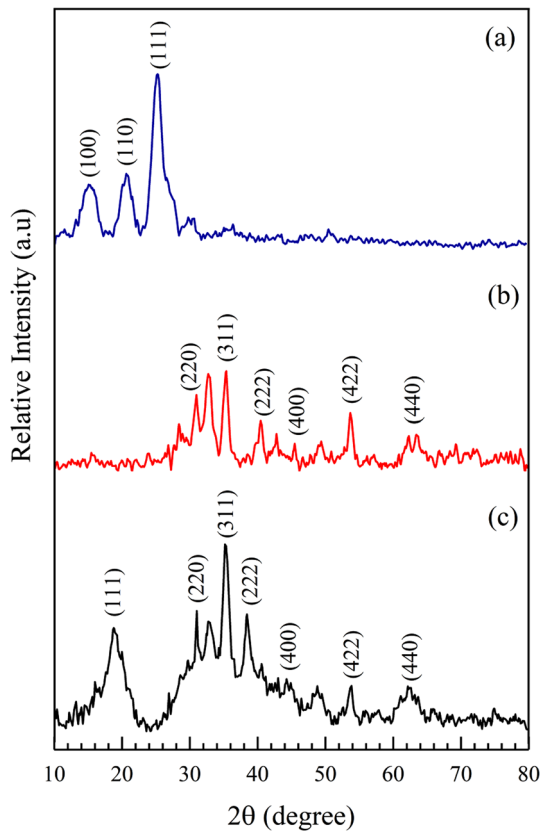 (a)
(111)
(110)
(100)
(b)
(311)
(220)
(222)
(400)
(422)
(440)
(c)
(311)
(220)
(222)
(111)
(400)
(422)
(440)
Relative Intensity (a.u)
10 20 30 40 50 60 70 80
2θ (degree)